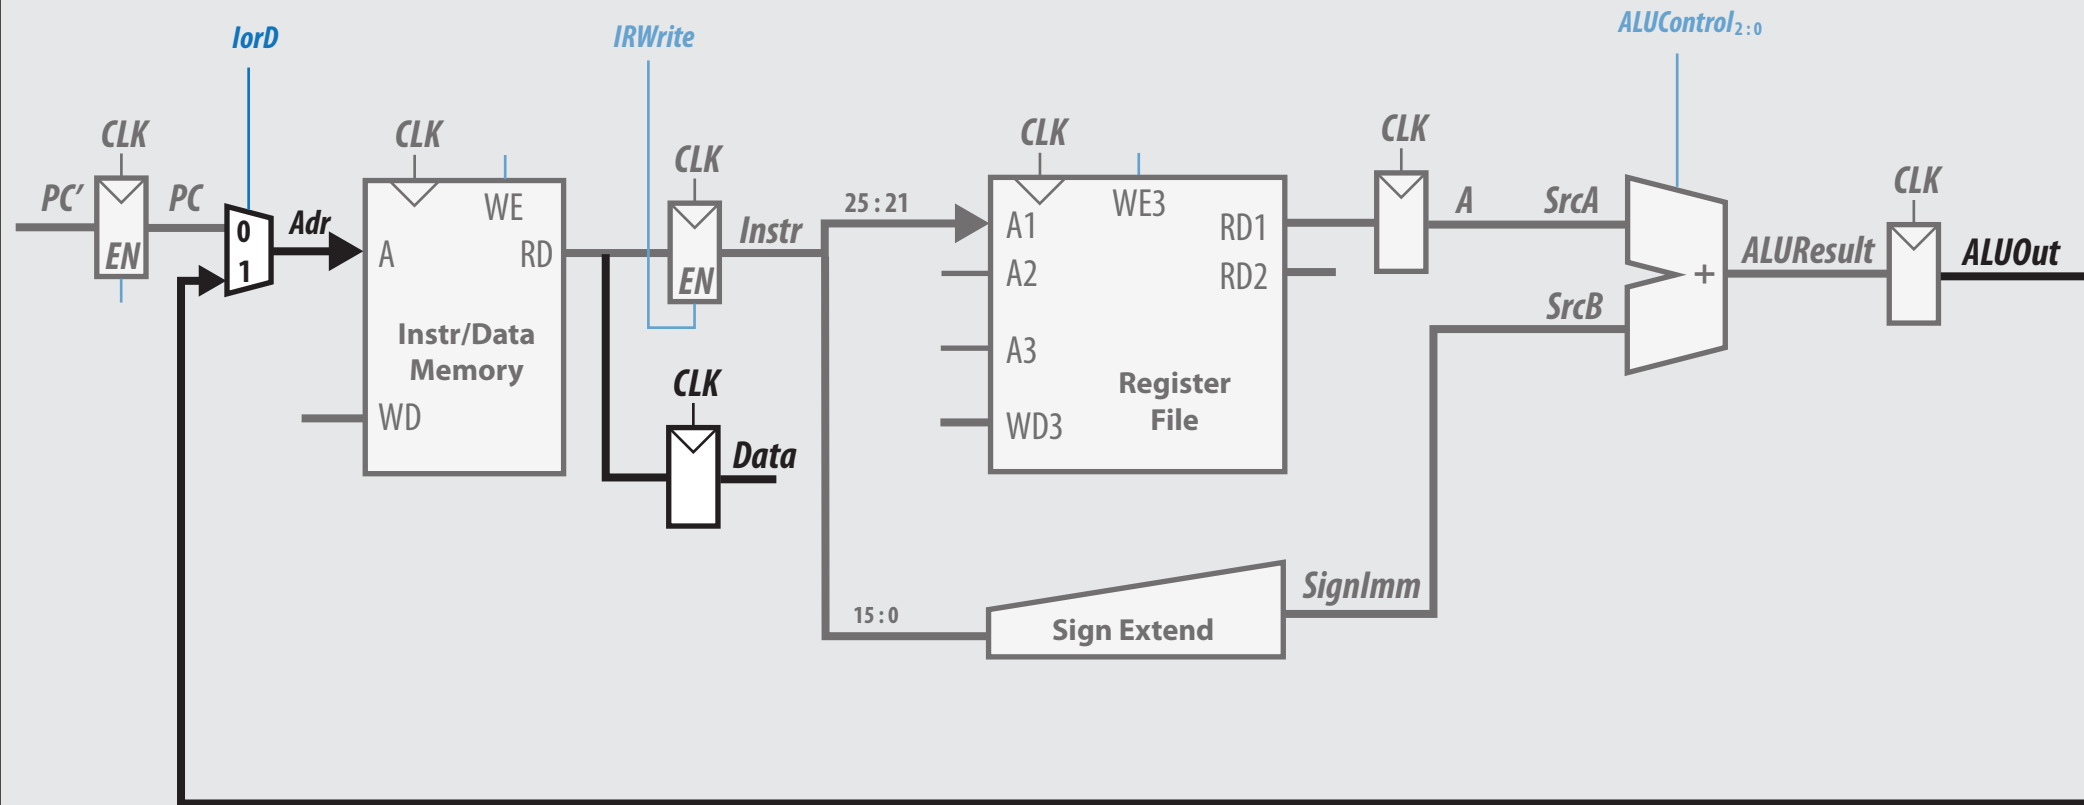 IorD
IRWrite
ALUControl2:0
CLK
CLK
CLK
CLK
CLK
CLK
PC′
EN
PC
0
1
Adr
A
WE
RD
Instr/Data
Memory
WD
EN
Instr
CLK
Data
25:21
15:0
A1
A2
A3
WD3
WE3
RD1
RD2
Register
File
Sign Extend
SignImm
A
SrcA
SrcB
+
ALUResult
ALUOut